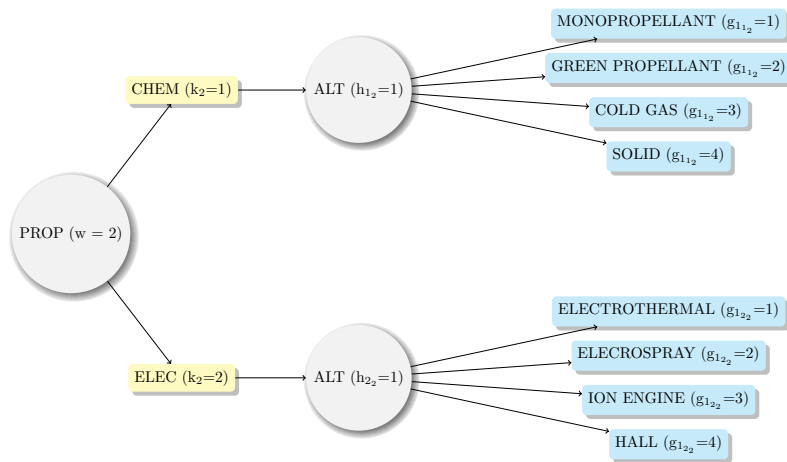 MONOPROPELLANT (g₁₁₂=1)
CHEM (k₂=1)
ALT (h₁₂=1)
GREEN PROPELLANT (g₁₁₂=2)
COLD GAS (g₁₁₂=3)
SOLID (g₁₁₂=4)
PROP (w = 2)
ELECTROTHERMAL (g₁₂₂=1)
ELEC (k₂=2)
ALT (h₂₂=1)
ELECROSPRAY (g₁₂₂=2)
ION ENGINE (g₁₂₂=3)
HALL (g₁₂₂=4)